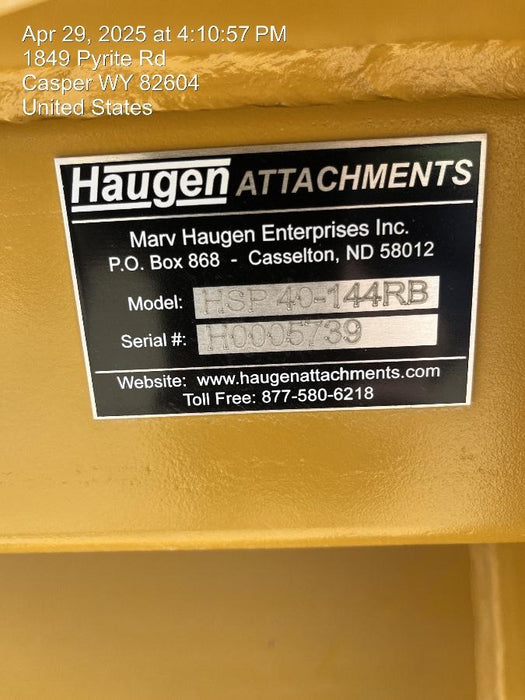 Apr 29, 2025 at 4:10:57 PM
1849 Pyrite Rd
Casper WY 82604
United States
Haugen ATTACHMENTS
Marv Haugen Enterprises Inc.
P.O. Box 868 - Casselton, ND 58012
Model: HSP 40-144RB
Serial #: H0005739
Website: www.haugenattachments.com
Toll Free: 877-580-6218